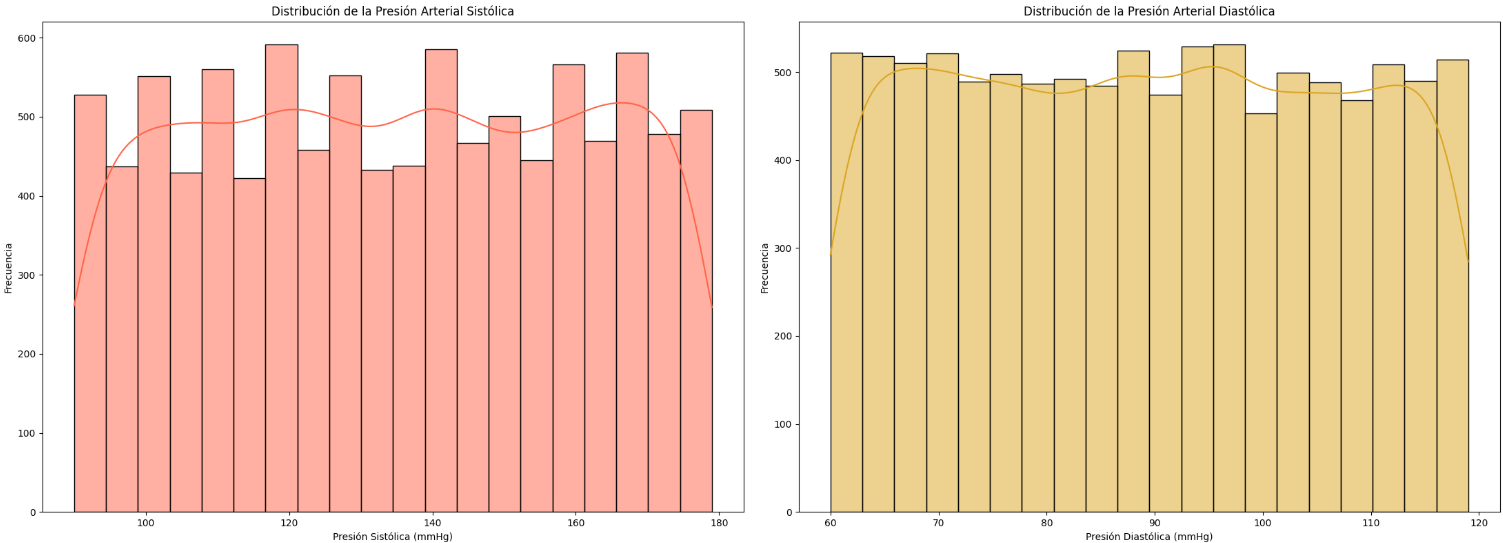 Distribución de la Presión Arterial Sistólica
600
500
400
300
200
100
0
Frecuencia
100 120 140 160 180
Presión Sistólica (mmHg)
Distribución de la Presión Arterial Diastólica
500
400
300
200
100
0
Frecuencia
60 70 80 90 100 110 120
Presión Diastólica (mmHg)